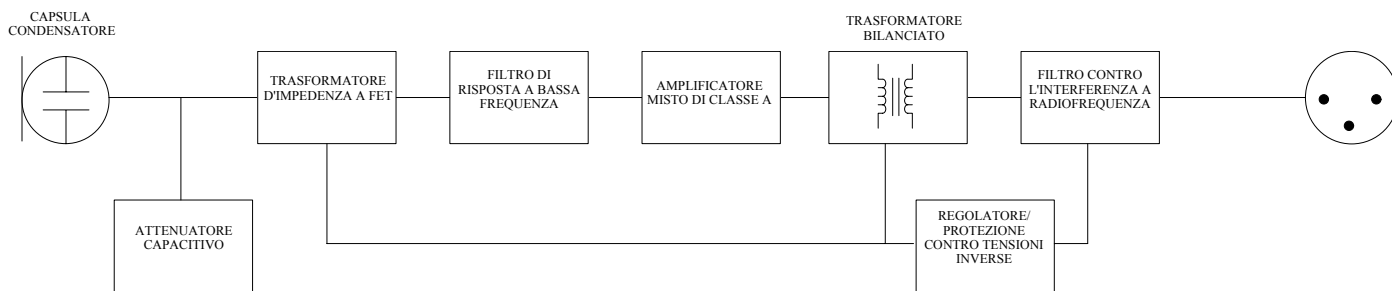 CAPSULA
CONDENSATORE
TRASFORMATORE
D'IMPEDENZA A FET
FILTRO DI
RISPOSTA A BASSA
FREQUENZA
AMPLIFICATORE
MISTO DI CLASSE A
TRASFORMATORE
BILANCIATO
FILTRO CONTRO
L'INTERFERENZA A
RADIOFREQUENZA
ATTENUATORE
CAPACITIVO
REGOLATORE/
PROTEZIONE
CONTRO TENSIONI
INVERSE